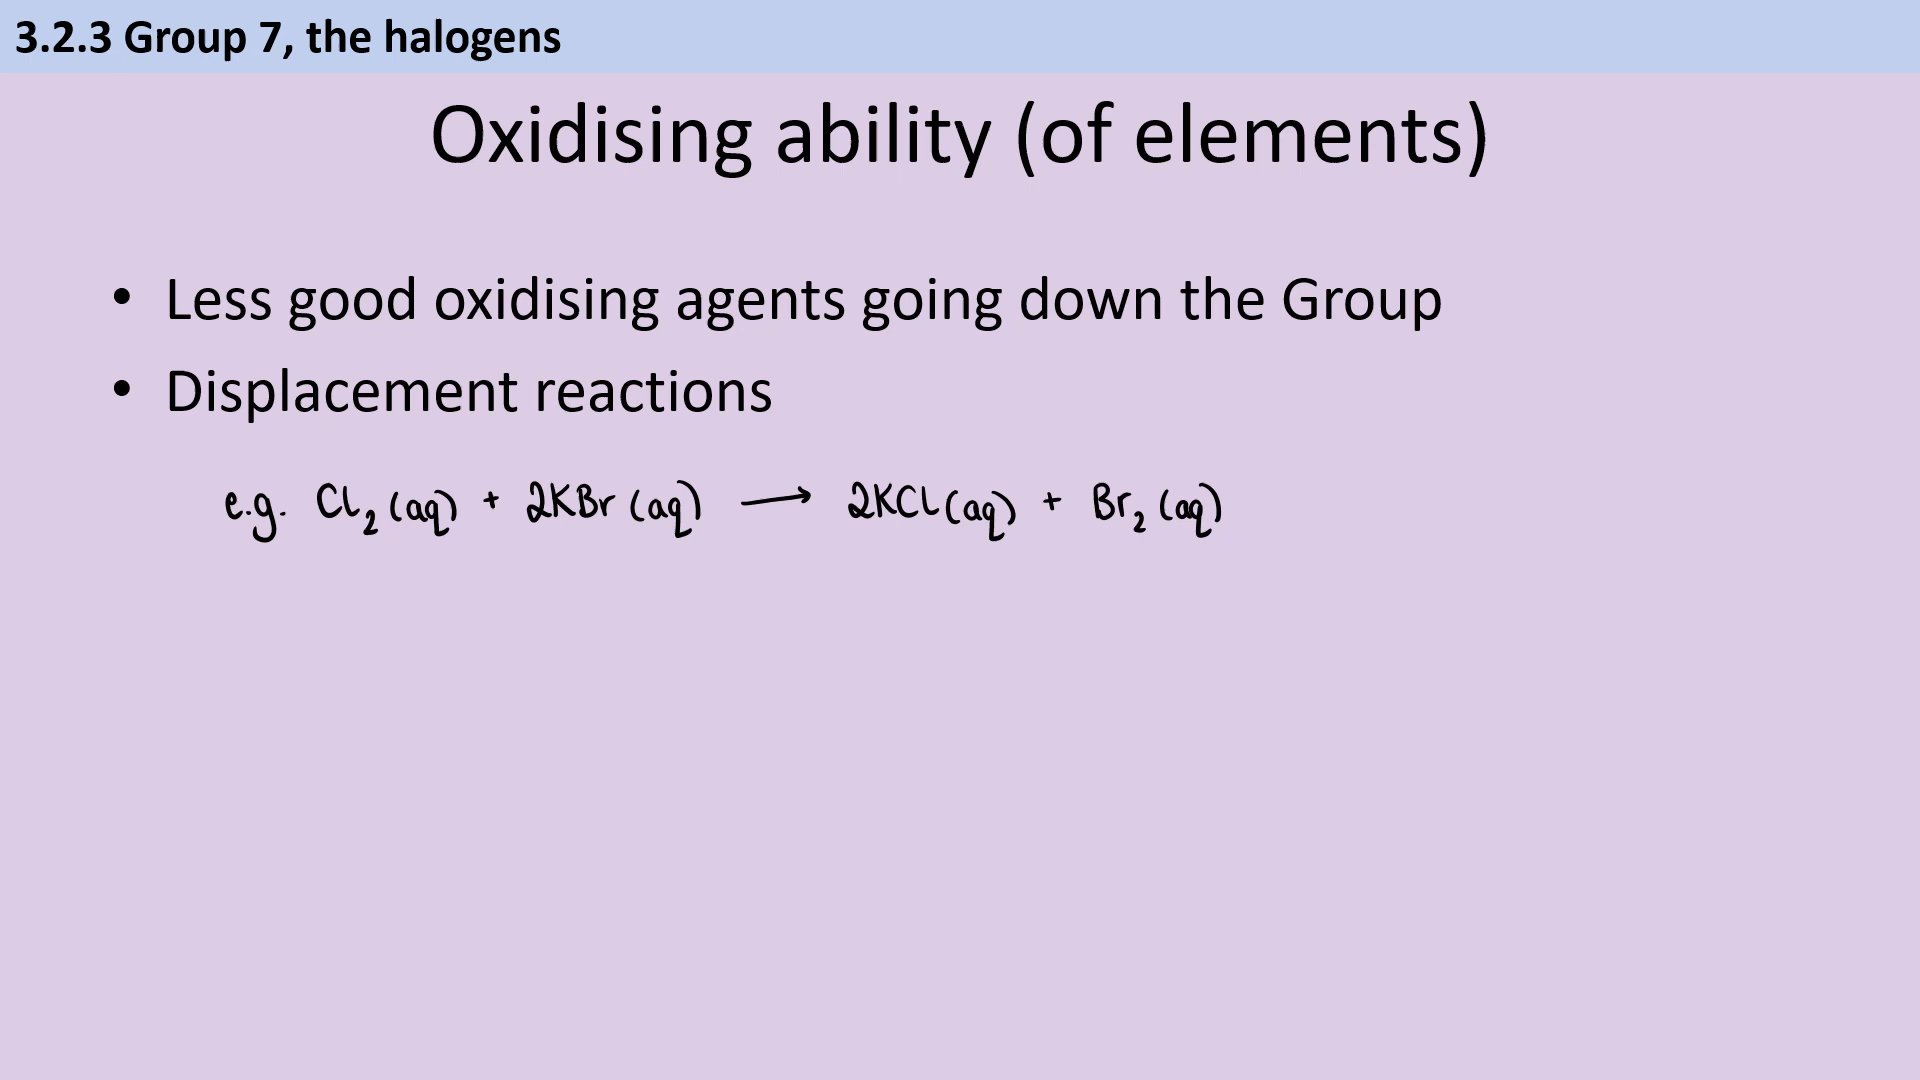 3.2.3 Group 7, the halogens
Oxidising ability (of elements)
• Less good oxidising agents going down the Group
• Displacement reactions
e.g. Cl₂ (aq) + 2KBr (aq) → 2KCl (aq) + Br₂ (aq)